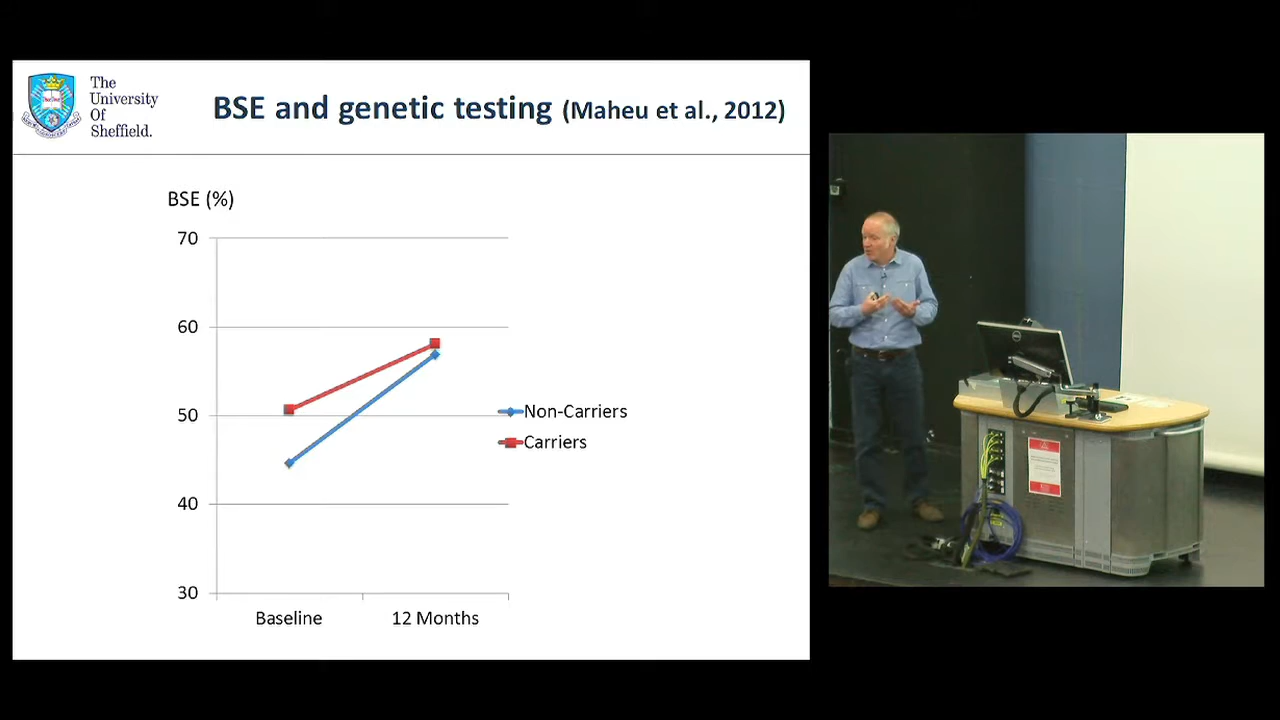 The
University
Of
Sheffield.
BSE and genetic testing (Maheu et al., 2012)
BSE (%)
70
60
50
40
30
Baseline
12 Months
Non-Carriers
Carriers